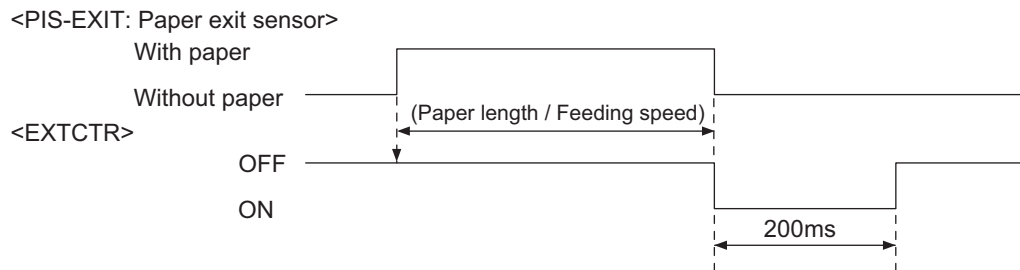 <PIS-EXIT: Paper exit sensor>
With paper
Without paper
(Paper length / Feeding speed)
<EXTCTR>
OFF
ON
200ms